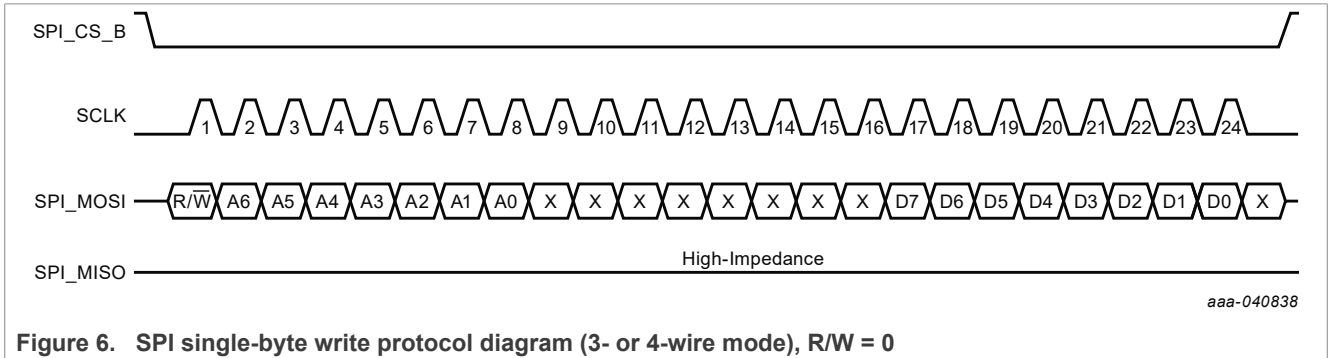 SPI_CS_B
SCLK 1 2 3 4 5 6 7 8 9 10 11 12 13 14 15 16 17 18 19 20 21 22 23 24
SPI_MOSI R/W̅ A6 A5 A4 A3 A2 A1 A0 X X X X X X X X D7 D6 D5 D4 D3 D2 D1 D0 X
High-Impedance
SPI_MISO
aaa-040838
Figure 6. SPI single-byte write protocol diagram (3- or 4-wire mode), R/W = 0